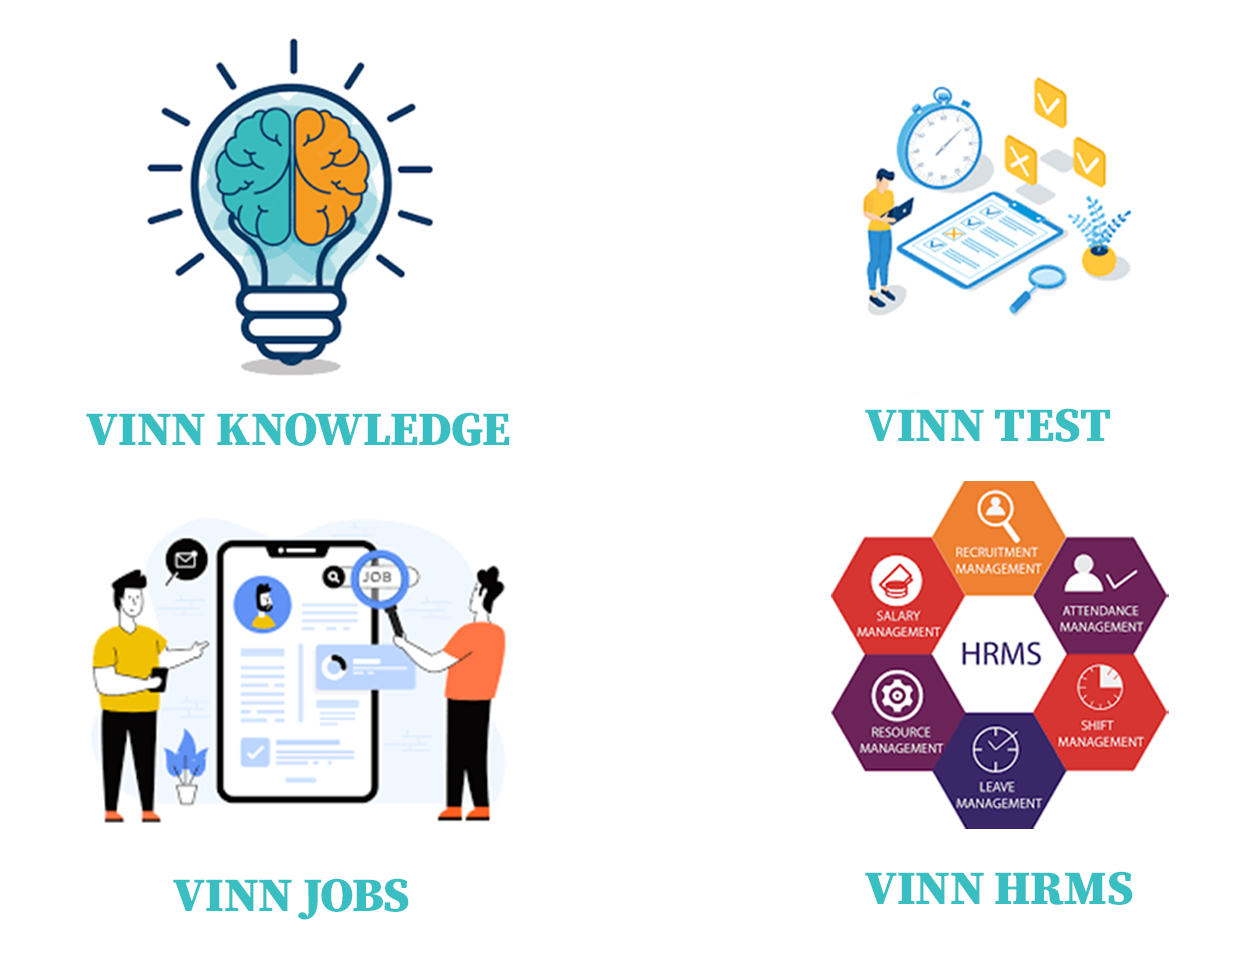 VINN KNOWLEDGE
VINN TEST
JOB
VINN JOBS
RECRUITMENT
MANAGEMENT
SALARY
MANAGEMENT
ATTENDANCE
MANAGEMENT
HRMS
RESOURCE
MANAGEMENT
SHIFT
MANAGEMENT
LEAVE
MANAGEMENT
VINN HRMS